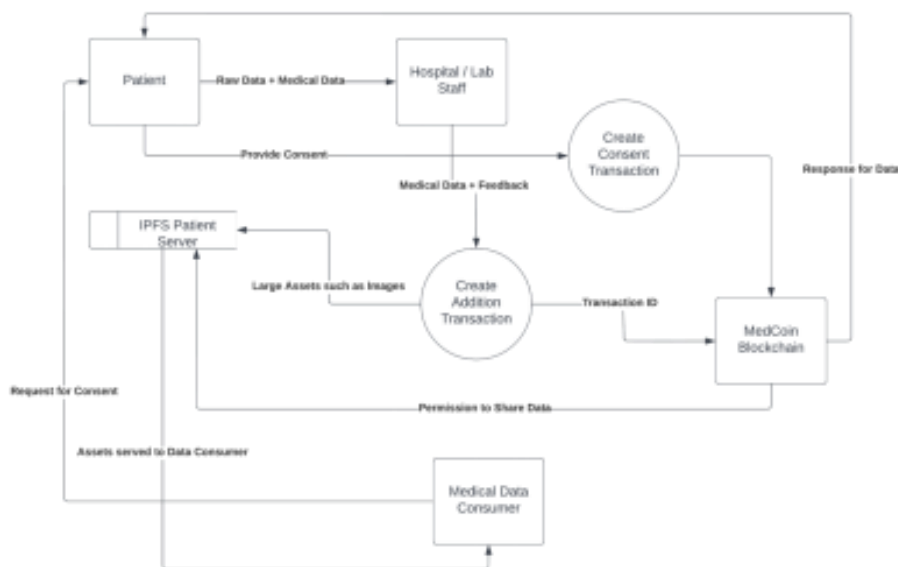 Patient
Raw Data + Medical Data
Hospital / Lab
Staff
Create
Consent
Transaction
Provide Consent
Response for Data
Medical Data + Feedback
IPFS Patient
Server
Large Assets such as Images
Create
Addition
Transaction
Transaction ID
MedCoin
Blockchain
Request for Consent
Permission to Share Data
Assets served to Data Consumer
Medical Data
Consumer